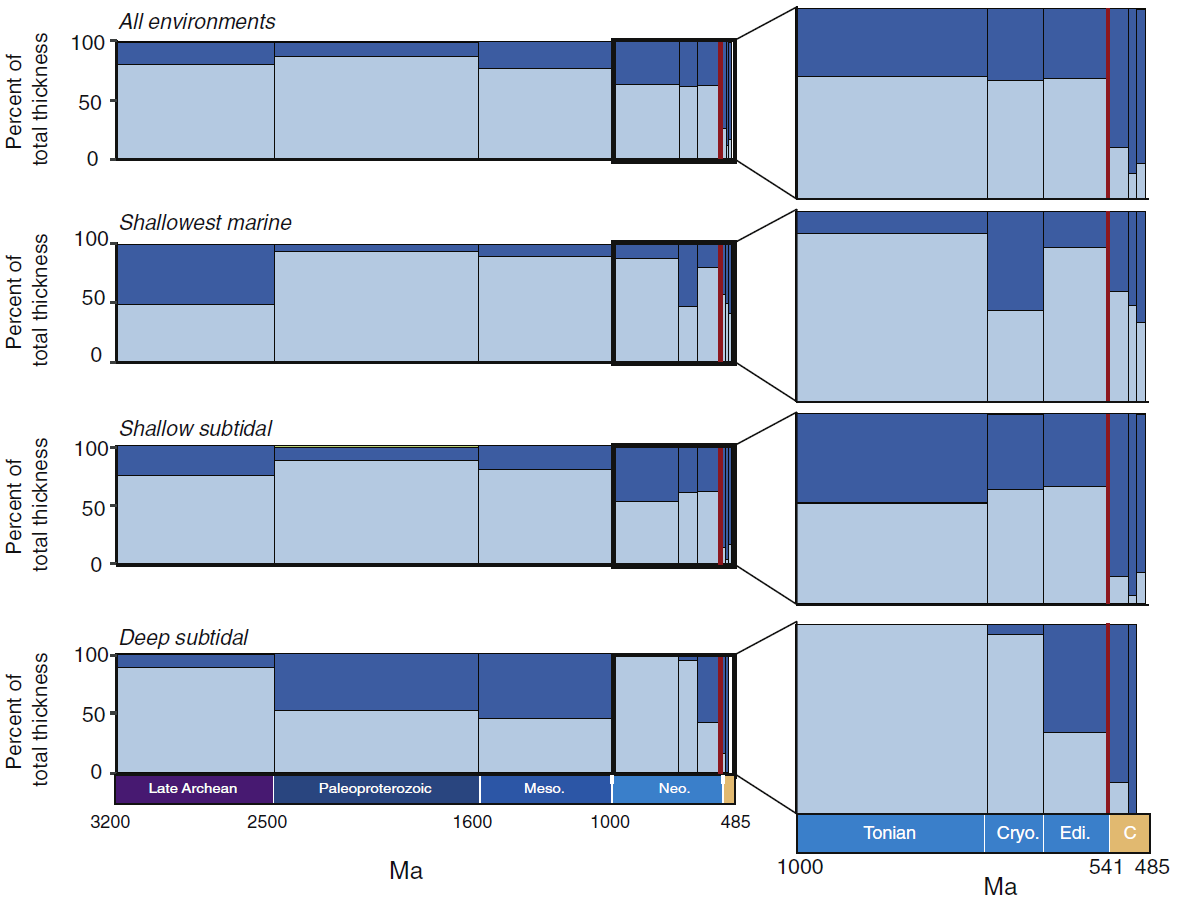 All environments
Percent of
total thickness
100
50
0
Shallowest marine
Percent of
total thickness
100
50
0
Shallow subtidal
Percent of
total thickness
100
50
0
Deep subtidal
Percent of
total thickness
100
50
0
Late Archean Paleoproterozoic Meso. Neo.
3200 2500 1600 1000 485
Ma
Tonian Cryo. Edi. C
1000 541 485
Ma